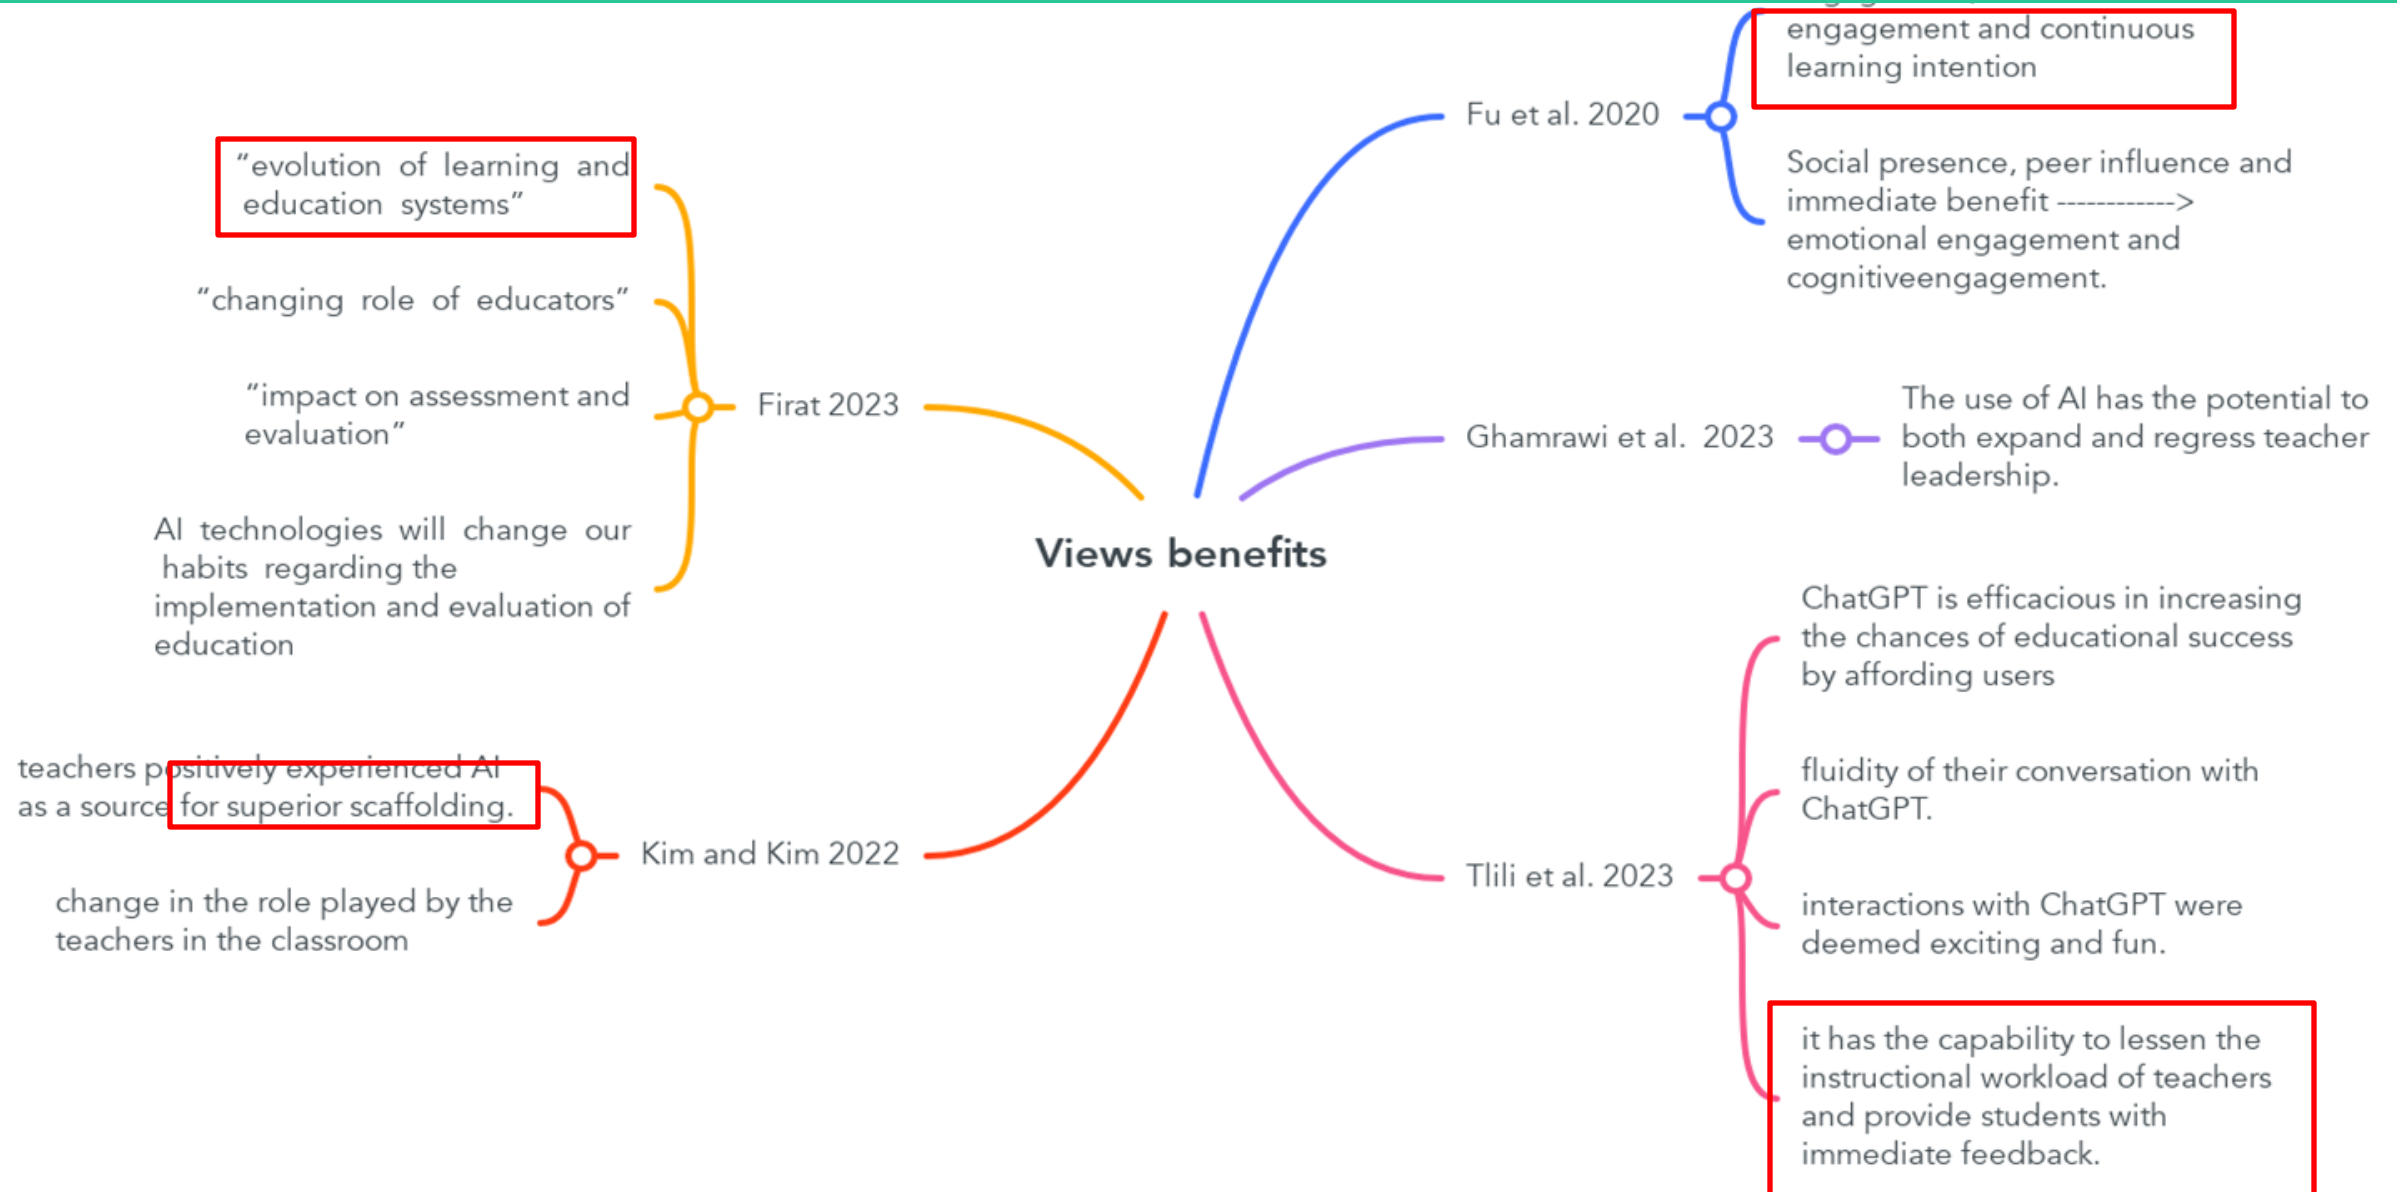 Views benefits
Fu et al. 2020
engagement and continuous
learning intention
Social presence, peer influence and
immediate benefit ------------>
emotional engagement and
cognitiveengagement.
Ghamrawi et al. 2023
The use of AI has the potential to
both expand and regress teacher
leadership.
Tlili et al. 2023
ChatGPT is efficacious in increasing
the chances of educational success
by affording users
fluidity of their conversation with
ChatGPT.
interactions with ChatGPT were
deemed exciting and fun.
it has the capability to lessen the
instructional workload of teachers
and provide students with
immediate feedback.
Firat 2023
“evolution of learning and
education systems”
“changing role of educators”
“impact on assessment and
evaluation”
AI technologies will change our
habits regarding the
implementation and evaluation of
education
Kim and Kim 2022
teachers positively experienced AI
as a source for superior scaffolding.
change in the role played by the
teachers in the classroom